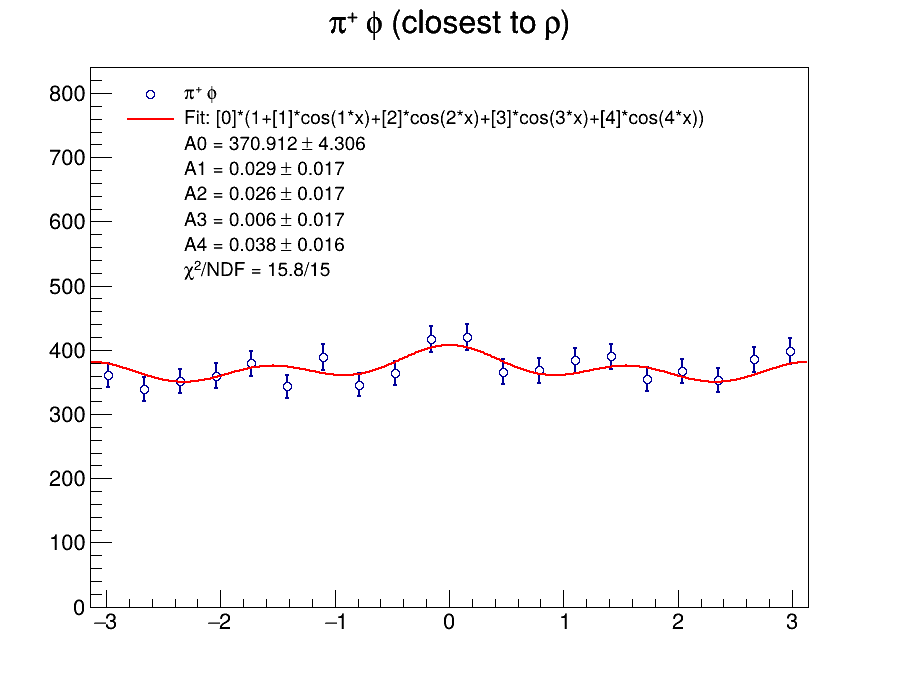 π⁺ ϕ (closest to ρ)
π⁺ ϕ
Fit: [0]*(1+[1]*cos(1*x)+[2]*cos(2*x)+[3]*cos(3*x)+[4]*cos(4*x))
A0 = 370.912 ± 4.306
A1 = 0.029 ± 0.017
A2 = 0.026 ± 0.017
A3 = 0.006 ± 0.017
A4 = 0.038 ± 0.016
χ²/NDF = 15.8/15
800
700
600
500
400
300
200
100
0
−3 −2 −1 0 1 2 3